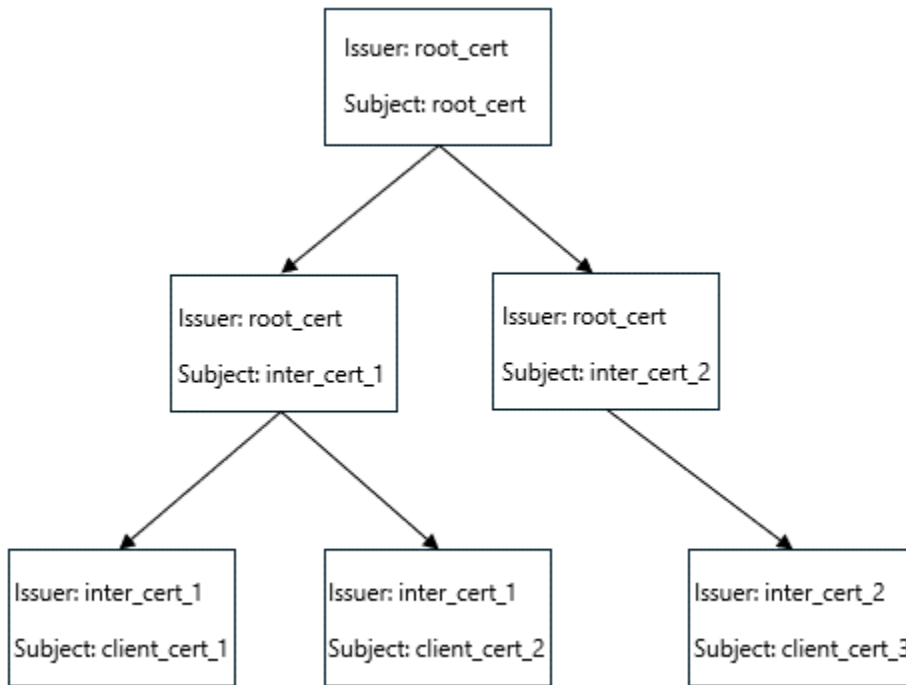 Issuer: root_cert
Subject: root_cert
Issuer: root_cert
Subject: inter_cert_1
Issuer: root_cert
Subject: inter_cert_2
Issuer: inter_cert_1
Subject: client_cert_1
Issuer: inter_cert_1
Subject: client_cert_2
Issuer: inter_cert_2
Subject: client_cert_3